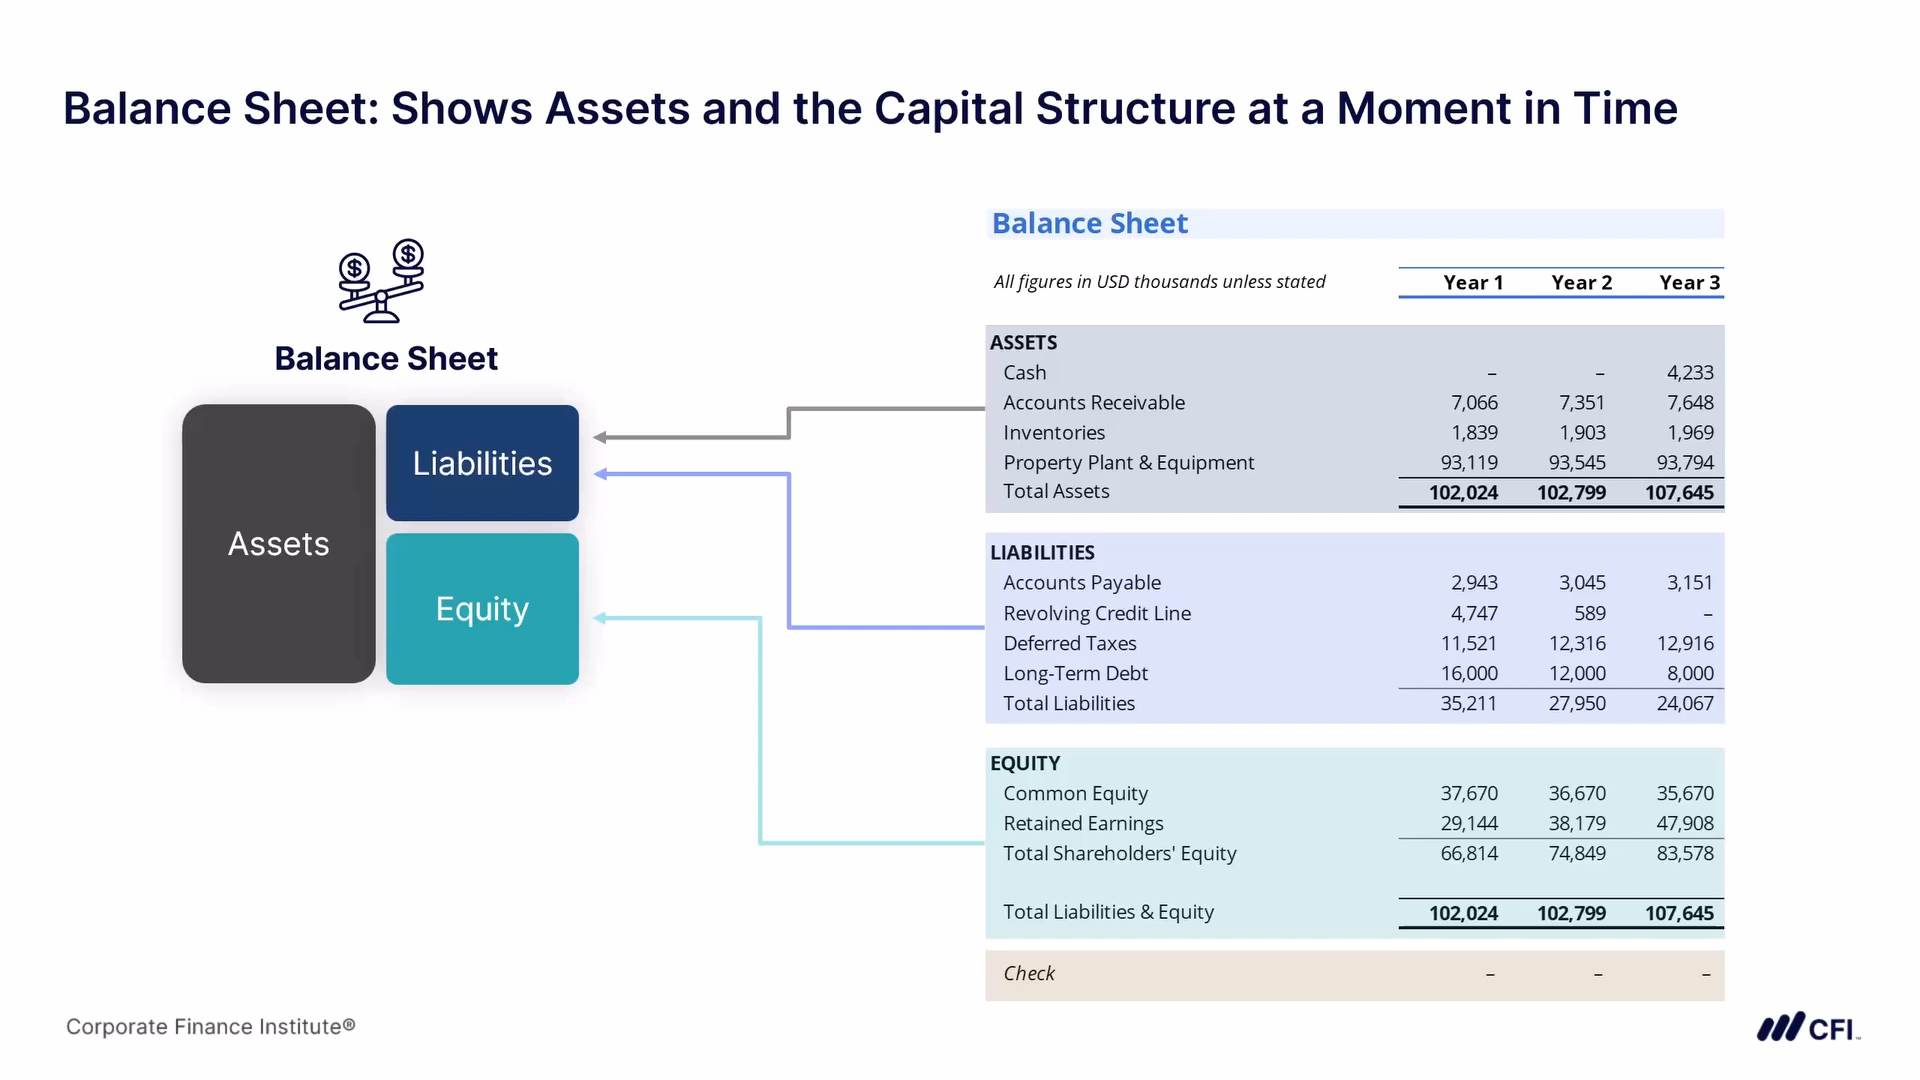 Balance Sheet: Shows Assets and the Capital Structure at a Moment in Time
$ $
Balance Sheet
Assets
Liabilities
Equity
Balance Sheet
All figures in USD thousands unless stated Year 1 Year 2 Year 3
ASSETS
Cash – – 4,233
Accounts Receivable 7,066 7,351 7,648
Inventories 1,839 1,903 1,969
Property Plant & Equipment 93,119 93,545 93,794
Total Assets 102,024 102,799 107,645
LIABILITIES
Accounts Payable 2,943 3,045 3,151
Revolving Credit Line 4,747 589 –
Deferred Taxes 11,521 12,316 12,916
Long-Term Debt 16,000 12,000 8,000
Total Liabilities 35,211 27,950 24,067
EQUITY
Common Equity 37,670 36,670 35,670
Retained Earnings 29,144 38,179 47,908
Total Shareholders' Equity 66,814 74,849 83,578
Total Liabilities & Equity 102,024 102,799 107,645
Check – – –
Corporate Finance Institute®
CFI™